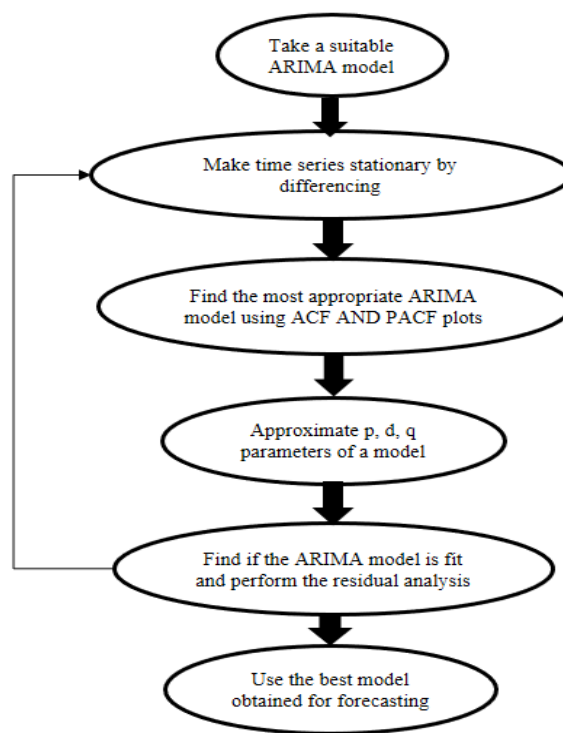 Take a suitable
ARIMA model
Make time series stationary by
differencing
Find the most appropriate ARIMA
model using ACF AND PACF plots
Approximate p, d, q
parameters of a model
Find if the ARIMA model is fit
and perform the residual analysis
Use the best model
obtained for forecasting